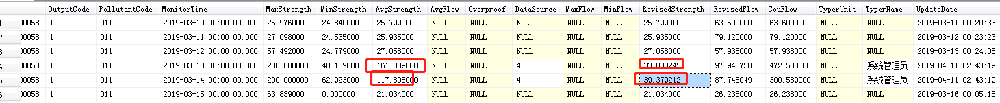 OutputCode PollutantCode MonitorTime MaxStrength MinStrength AvgStrength AvgFlow Overproof DataSource MaxFlow MinFlow RevisedStrength RevisedFlow CouFlow TyperUnit TyperName UpdateDate
1 00058 1 011 2019-03-10 00:00:00.000 26.976000 24.840000 25.799000 NULL NULL NULL NULL NULL 25.799000 63.600000 63.600000 NULL NULL 2019-03-11 00:20:33.
00058 1 011 2019-03-11 00:00:00.000 27.098000 24.535000 25.935000 NULL NULL NULL NULL NULL 25.935000 79.120000 79.120000 NULL NULL 2019-03-12 00:23:23.
3 00058 1 011 2019-03-12 00:00:00.000 57.492000 24.779000 27.058000 NULL NULL NULL NULL NULL 27.058000 57.938000 57.938000 NULL NULL 2019-03-13 00:24:05.
4 00058 1 011 2019-03-13 00:00:00.000 200.000000 40.159000 161.089000 NULL NULL 4 NULL NULL 33.083245 97.943750 472.508000 NULL 系统管理员 2019-04-11 02:43:19.
5 00058 1 011 2019-03-14 00:00:00.000 200.000000 62.923000 117.805000 NULL NULL 4 NULL NULL 39.379212 87.748049 300.589000 NULL 系统管理员 2019-04-11 02:43:19.
6 00058 1 011 2019-03-15 00:00:00.000 63.839000 0.000000 21.034000 NULL NULL NULL NULL NULL 21.034000 26.238000 26.238000 NULL NULL 2019-03-16 00:05:18.